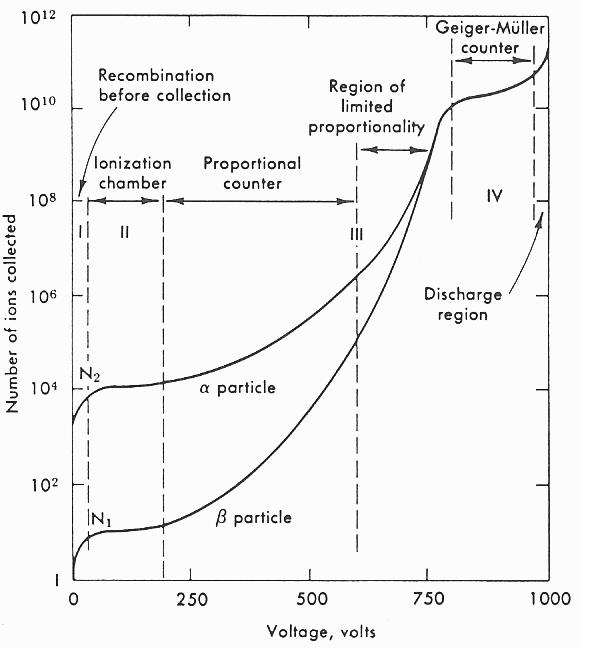 10¹²
Geiger-Müller
counter
Recombination
before collection
Region of
limited
proportionality
10¹⁰
Ionization
chamber
Proportional
counter
10⁸
I
II
III
IV
Number of ions collected
10⁶
Discharge
region
N₂
10⁴
α particle
10²
N₁
β particle
1
0
250
500
750
1000
Voltage, volts